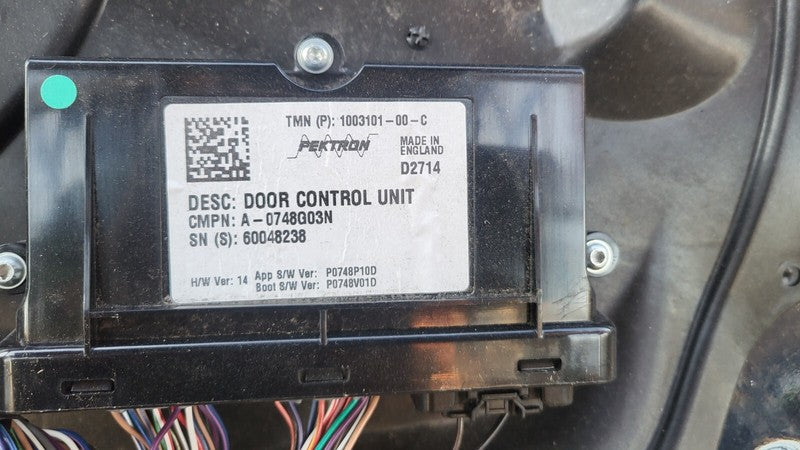 TMN (P): 1003101-00-C
PEKTRON
MADE IN
ENGLAND
D2714
DESC: DOOR CONTROL UNIT
CMPN: A-0748G03N
SN (S): 60048238
H/W Ver: 14 App S/W Ver: P0748P10D
Boot S/W Ver: P0748V01D